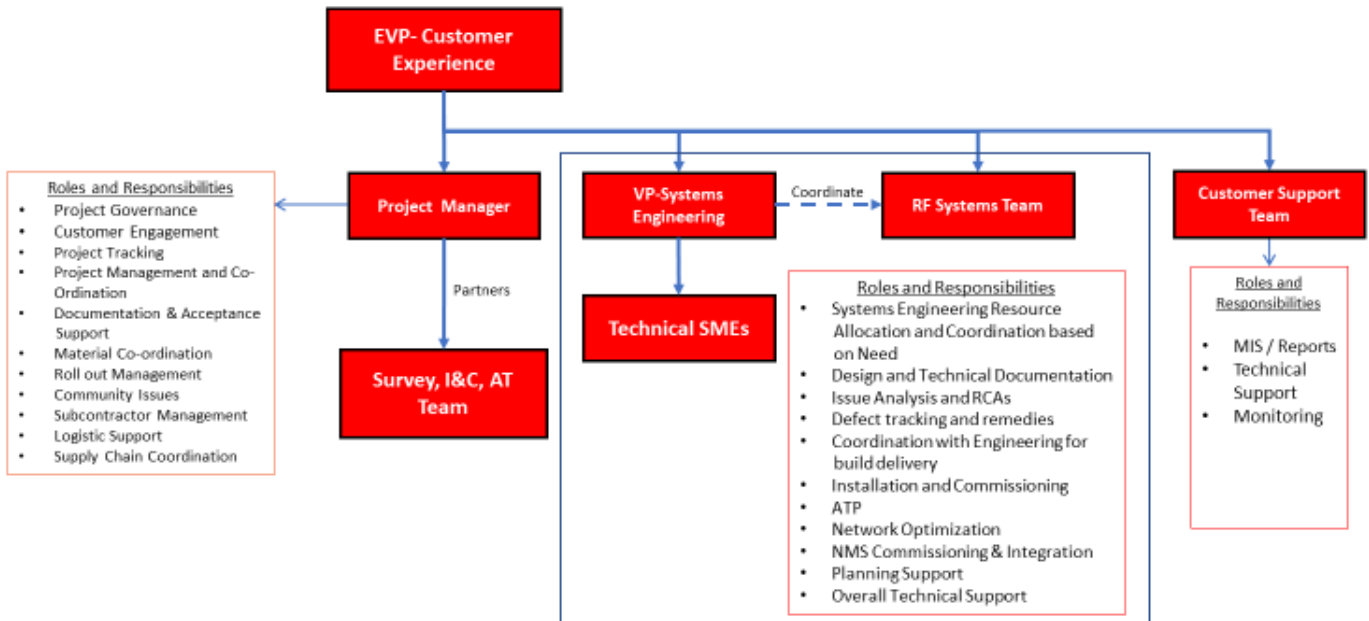 EVP- Customer
Experience
Roles and Responsibilities
• Project Governance
• Customer Engagement
• Project Tracking
• Project Management and Co-
Ordination
• Documentation & Acceptance
Support
• Material Co-ordination
• Roll out Management
• Community Issues
• Subcontractor Management
• Logistic Support
• Supply Chain Coordination
Project Manager
Partners
Survey, I&C, AT
Team
VP-Systems
Engineering
Coordinate
RF Systems Team
Technical SMEs
Roles and Responsibilities
• Systems Engineering Resource
Allocation and Coordination based
on Need
• Design and Technical Documentation
• Issue Analysis and RCAs
• Defect tracking and remedies
• Coordination with Engineering for
build delivery
• Installation and Commissioning
• ATP
• Network Optimization
• NMS Commissioning & Integration
• Planning Support
• Overall Technical Support
Customer Support
Team
Roles and
Responsibilities
• MIS / Reports
• Technical
Support
• Monitoring